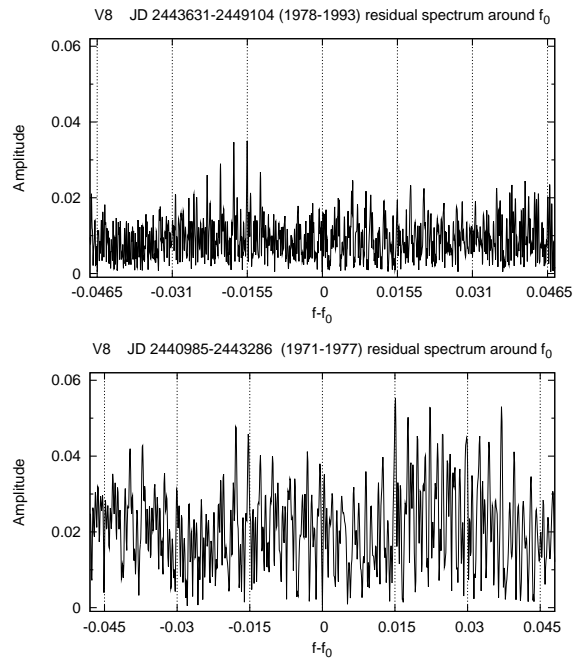 V8 JD 2443631-2449104 (1978-1993) residual spectrum around f0
0.06
0.04
0.02
0
Amplitude
-0.0465 -0.031 -0.0155 0 0.0155 0.031 0.0465
f-f0
V8 JD 2440985-2443286 (1971-1977) residual spectrum around f0
0.06
0.04
0.02
0
Amplitude
-0.045 -0.03 -0.015 0 0.015 0.03 0.045
f-f0